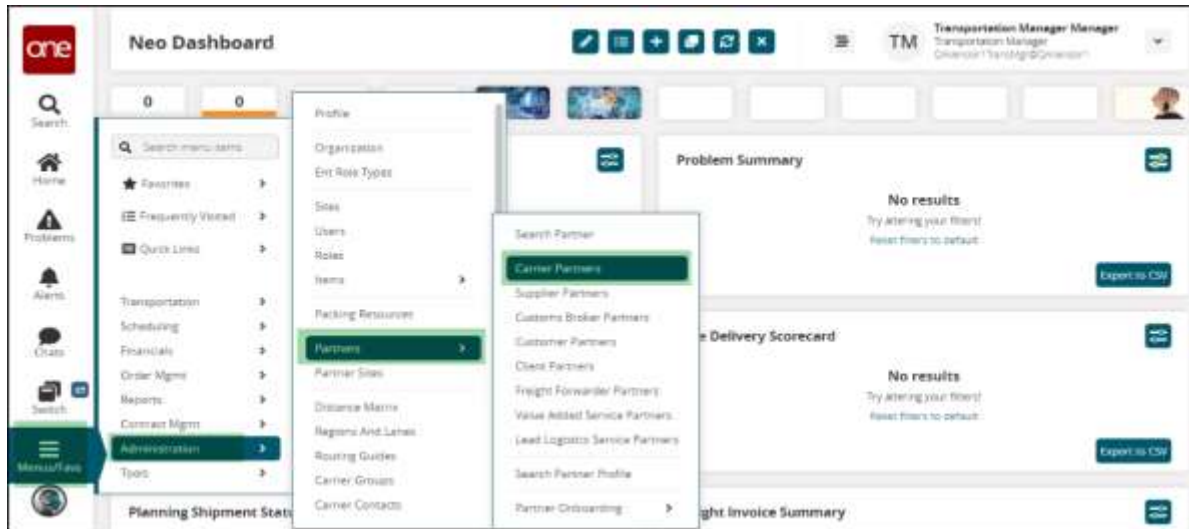 one
Neo Dashboard
TM
Transportation Manager Manager
Transportation Manager
Search
Home
Problems
Alerts
Chats
Switch
Menus/Favs
0
0
Search menu items
Favorites
Frequently Visited
Quick Links
Transportation
Scheduling
Financials
Order Mgmt
Reports
Contract Mgmt
Administration
Tools
Profile
Organization
Ent Role Types
Sites
Users
Roles
Items
Packing Resources
Partners
Partner Sites
Distance Matrix
Regions And Lanes
Routing Guides
Carrier Groups
Carrier Contacts
Search Partner
Carrier Partners
Supplier Partners
Customs Broker Partners
Customer Partners
Client Partners
Freight Forwarder Partners
Value Added Service Partners
Lead Logistics Service Partners
Search Partner Profile
Partner Onboarding
Problem Summary
No results
Try altering your filters!
Reset filters to default
Export to CSV
e Delivery Scorecard
No results
Try altering your filters!
Reset filters to default
Export to CSV
Planning Shipment Statu
ght Invoice Summary